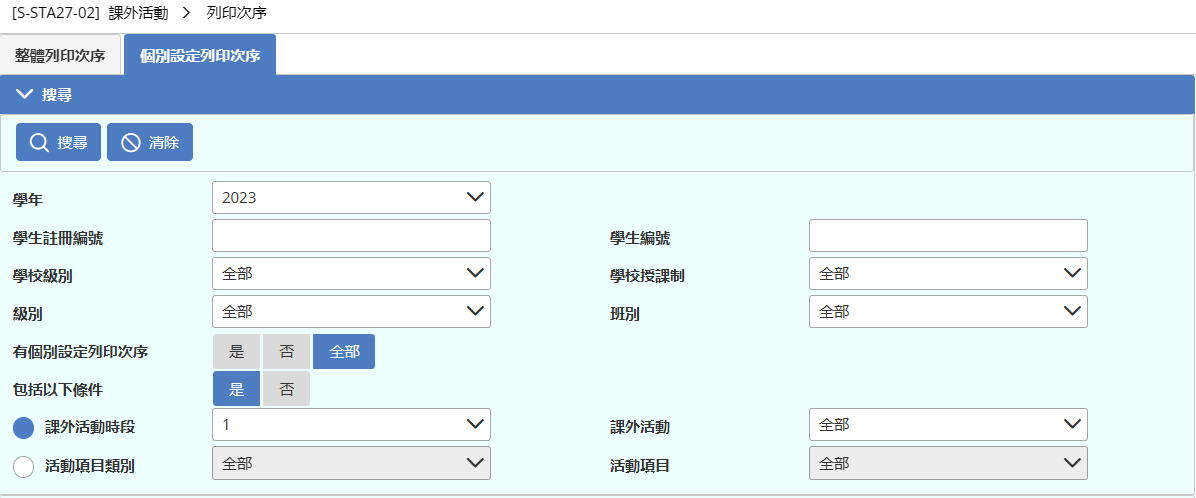 [S-STA27-02] 課外活動 > 列印次序
整體列印次序 個別設定列印次序
搜尋
搜尋 清除
學年 2023
學生註冊編號 學生編號
學校級別 全部 學校授課制 全部
級別 全部 班別 全部
有個別設定列印次序 是 否 全部
包括以下條件 是 否
課外活動時段 1 課外活動 全部
活動項目類別 全部 活動項目 全部